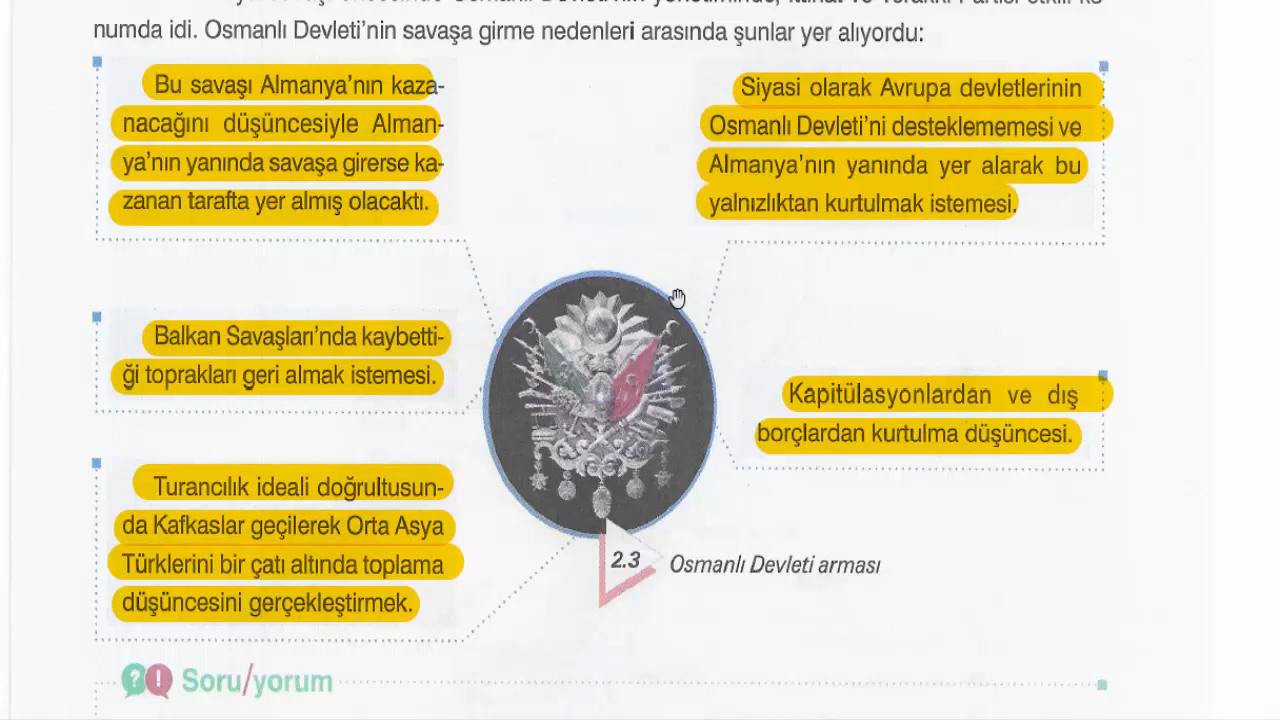 numda idi. Osmanlı Devleti'nin savaşa girme nedenleri arasında şunlar yer alıyordu:
Bu savaşı Almanya'nın kaza-
nacağını düşüncesiyle Alman-
ya'nın yanında savaşa girerse ka-
zanan tarafta yer almış olacaktı.
Siyasi olarak Avrupa devletlerinin
Osmanlı Devleti'ni desteklememesi ve
Almanya'nın yanında yer alarak bu
yalnızlıktan kurtulmak istemesi.
Balkan Savaşları'nda kaybetti-
ği toprakları geri almak istemesi.
Kapitülasyonlardan ve dış
borçlardan kurtulma düşüncesi.
Turancılık ideali doğrultusun-
da Kafkaslar geçilerek Orta Asya
Türklerini bir çatı altında toplama
düşüncesini gerçekleştirmek.
2.3 Osmanlı Devleti arması
Soru/yorum